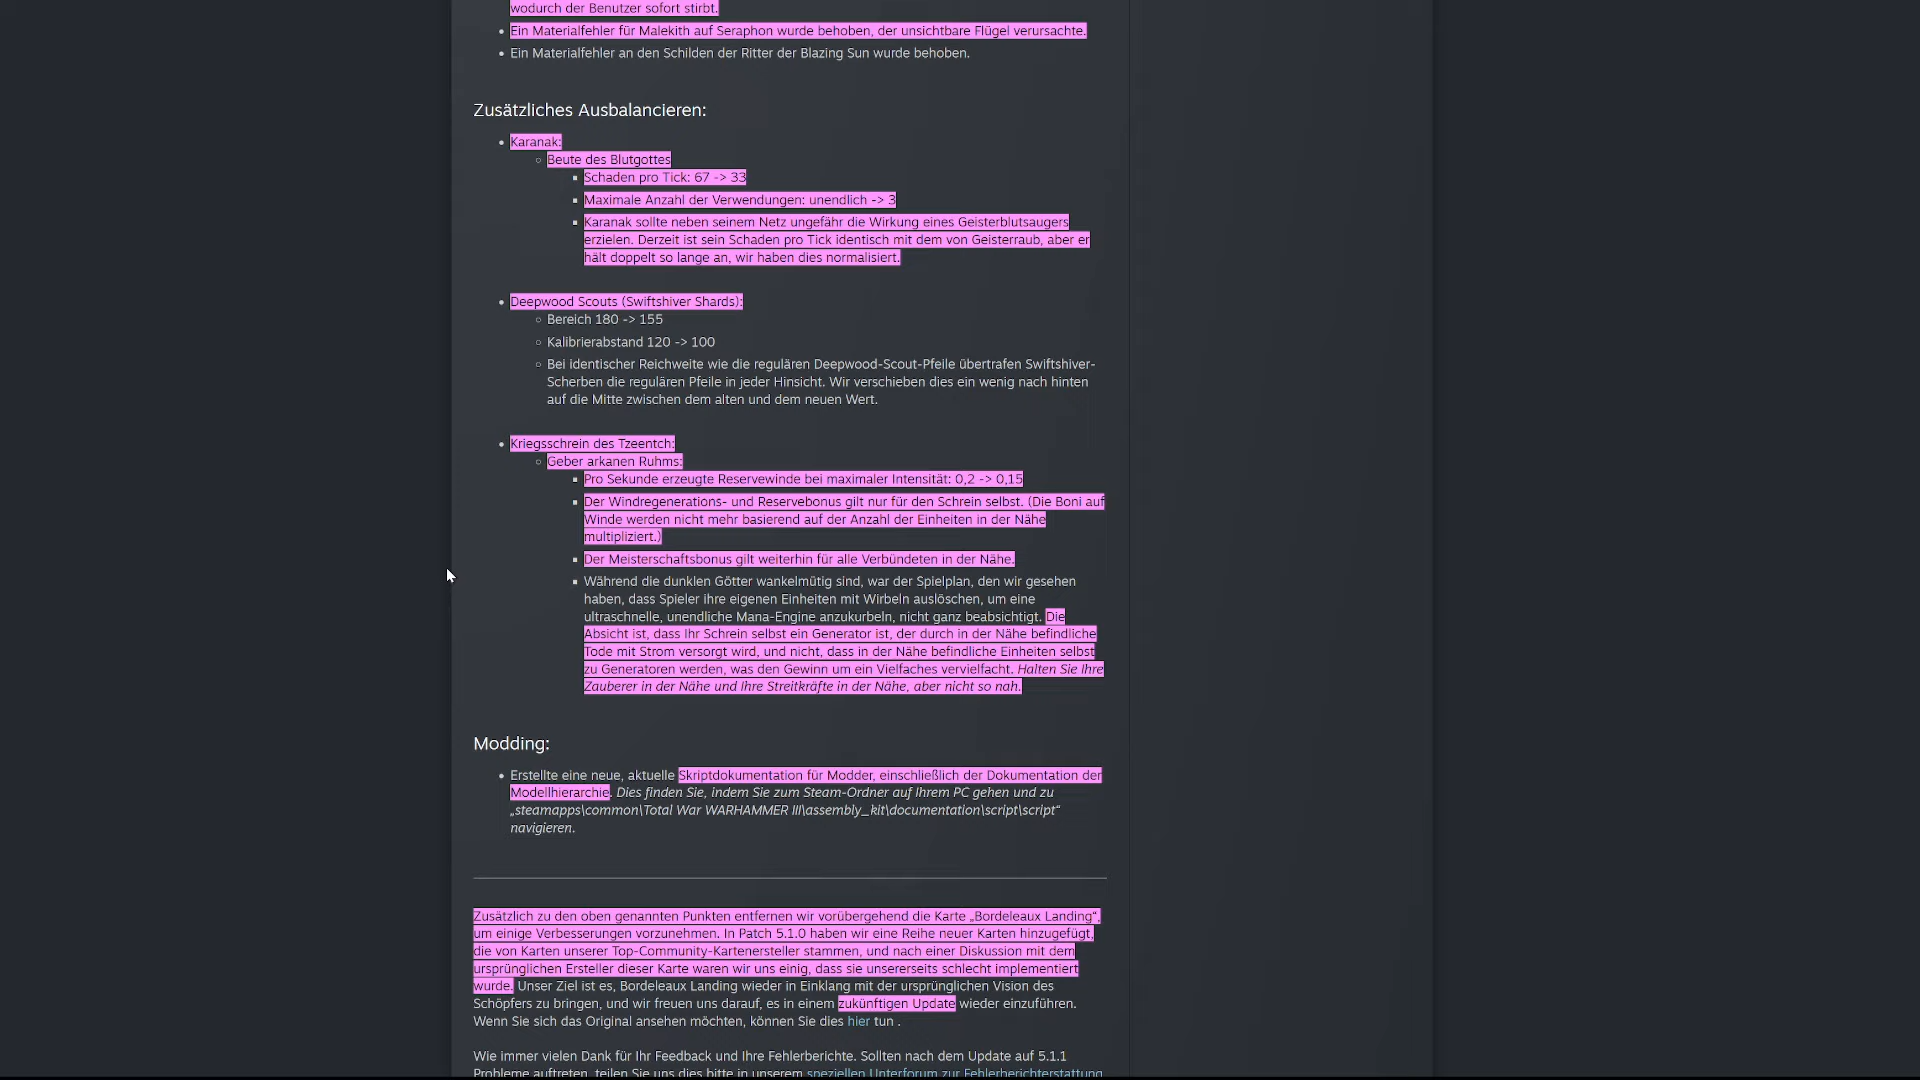 wodurch der Benutzer sofort stirbt.
Ein Materialfehler für Malekith auf Seraphon wurde behoben, der unsichtbare Flügel verursachte.
Ein Materialfehler an den Schilden der Ritter der Blazing Sun wurde behoben.
Zusätzliches Ausbalancieren:
Karanak:
Beute des Blutgottes
Schaden pro Tick: 67 -> 33
Maximale Anzahl der Verwendungen: unendlich -> 3
Karanak sollte neben seinem Netz ungefähr die Wirkung eines Geisterblutsaugers
erzielen. Derzeit ist sein Schaden pro Tick identisch mit dem von Geisterraub, aber er
hält doppelt so lange an, wir haben dies normalisiert.
Deepwood Scouts (Swiftshiver Shards):
Bereich 180 -> 155
Kalibrierabstand 120 -> 100
Bei identischer Reichweite wie die regulären Deepwood-Scout-Pfeile übertrafen Swiftshiver-
Scherben die regulären Pfeile in jeder Hinsicht. Wir verschieben dies ein wenig nach hinten
auf die Mitte zwischen dem alten und dem neuen Wert.
Kriegsschrein des Tzeentch:
Geber arkanen Ruhms:
Pro Sekunde erzeugte Reservewinde bei maximaler Intensität: 0,2 -> 0,15
Der Windregenerations- und Reservebonus gilt nur für den Schrein selbst. (Die Boni auf
Winde werden nicht mehr basierend auf der Anzahl der Einheiten in der Nähe
multipliziert.)
Der Meisterschaftsbonus gilt weiterhin für alle Verbündeten in der Nähe.
Während die dunklen Götter wankelmütig sind, war der Spielplan, den wir gesehen
haben, dass Spieler ihre eigenen Einheiten mit Wirbeln auslöschen, um eine
ultraschnelle, unendliche Mana-Engine anzukurbeln, nicht ganz beabsichtigt. Die
Absicht ist, dass Ihr Schrein selbst ein Generator ist, der durch in der Nähe befindliche
Tode mit Strom versorgt wird, und nicht, dass in der Nähe befindliche Einheiten selbst
zu Generatoren werden, was den Gewinn um ein Vielfaches vervielfacht. Halten Sie Ihre
Zauberer in der Nähe und Ihre Streitkräfte in der Nähe, aber nicht so nah.
Modding:
Erstellte eine neue, aktuelle Skriptdokumentation für Modder, einschließlich der Dokumentation der
Modellhierarchie. Dies finden Sie, indem Sie zum Steam-Ordner auf Ihrem PC gehen und zu
„steamapps\common\Total War WARHAMMER III\assembly_kit\documentation\script\script“
navigieren.
Zusätzlich zu den oben genannten Punkten entfernen wir vorübergehend die Karte „Bordeleaux Landing“,
um einige Verbesserungen vorzunehmen. In Patch 5.1.0 haben wir eine Reihe neuer Karten hinzugefügt,
die von Karten unserer Top-Community-Kartenersteller stammen, und nach einer Diskussion mit dem
ursprünglichen Ersteller dieser Karte waren wir uns einig, dass sie unsererseits schlecht implementiert
wurde. Unser Ziel ist es, Bordeleaux Landing wieder in Einklang mit der ursprünglichen Vision des
Schöpfers zu bringen, und wir freuen uns darauf, es in einem zukünftigen Update wieder einzuführen.
Wenn Sie sich das Original ansehen möchten, können Sie dies hier tun .
Wie immer vielen Dank für Ihr Feedback und Ihre Fehlerberichte. Sollten nach dem Update auf 5.1.1
Probleme auftreten, teilen Sie uns dies bitte in unserem speziellen Unterforum zur Fehlerberichterstattung